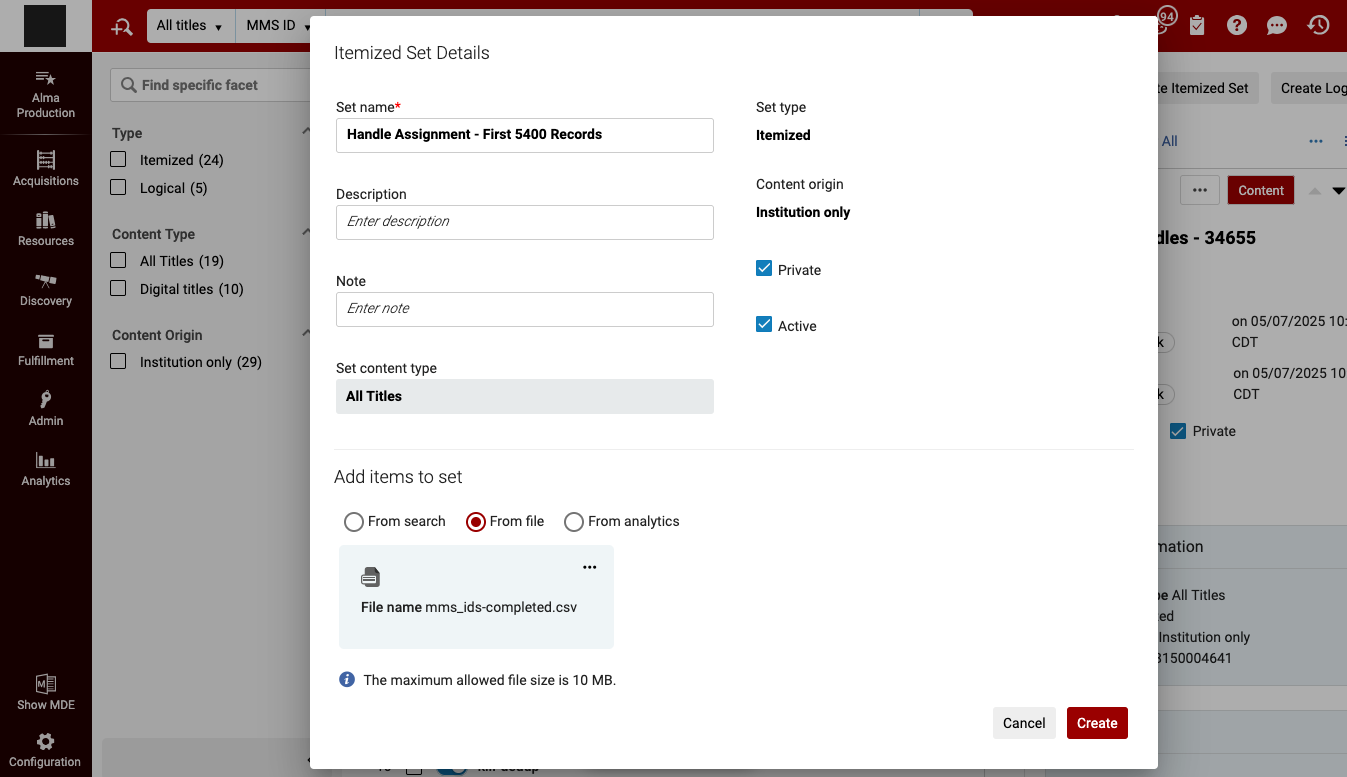 All titles
MMS ID
94
Alma
Production
Acquisitions
Resources
Discovery
Fulfillment
Admin
Analytics
Show MDE
Configuration
Find specific facet
Type
Itemized (24)
Logical (5)
Content Type
All Titles (19)
Digital titles (10)
Content Origin
Institution only (29)
Itemized Set Details
Set name*
Handle Assignment - First 5400 Records
Description
Enter description
Note
Enter note
Set content type
All Titles
Set type
Itemized
Content origin
Institution only
Private
Active
Add items to set
From search From file From analytics
File name mms_ids-completed.csv
The maximum allowed file size is 10 MB.
Cancel Create
te Itemized Set
Create Log
All
Content
dles - 34655
on 05/07/2025 10:
k CDT
on 05/07/2025 10
k CDT
Private
mation
pe All Titles
ed
Institution only
3150004641